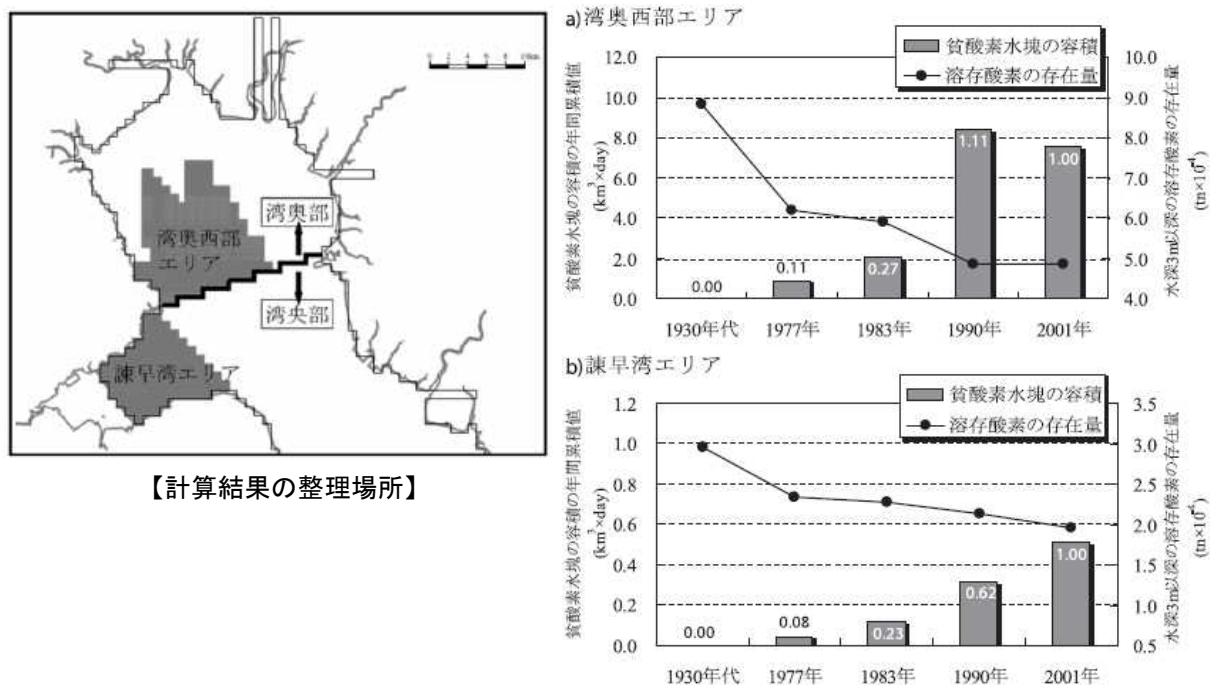 0 2 4 6 8 10km
湾奥部
湾奥西部
エリア
湾央部
諫早湾エリア
【計算結果の整理場所】
a)湾奥西部エリア
貧酸素水塊の容積
溶存酸素の存在量
貧酸素水塊の容積の年間累積値
(km³×day)
12.0
10.0
8.0
6.0
4.0
2.0
0.0
0.00
0.11
0.27
1.11
1.00
10.0
9.0
8.0
7.0
6.0
5.0
4.0
水深3m以深の溶存酸素の存在量
1930年代
1977年
1983年
1990年
2001年
b)諫早湾エリア
貧酸素水塊の容積
溶存酸素の存在量
貧酸素水塊の容積の年間累積値
(km³×day)
1.2
1.0
0.8
0.6
0.4
0.2
0.0
0.00
0.08
0.23
0.62
1.00
3.5
3.0
2.5
2.0
1.5
1.0
0.5
水深3m以深の溶存酸素の存在量
1930年代
1977年
1983年
1990年
2001年